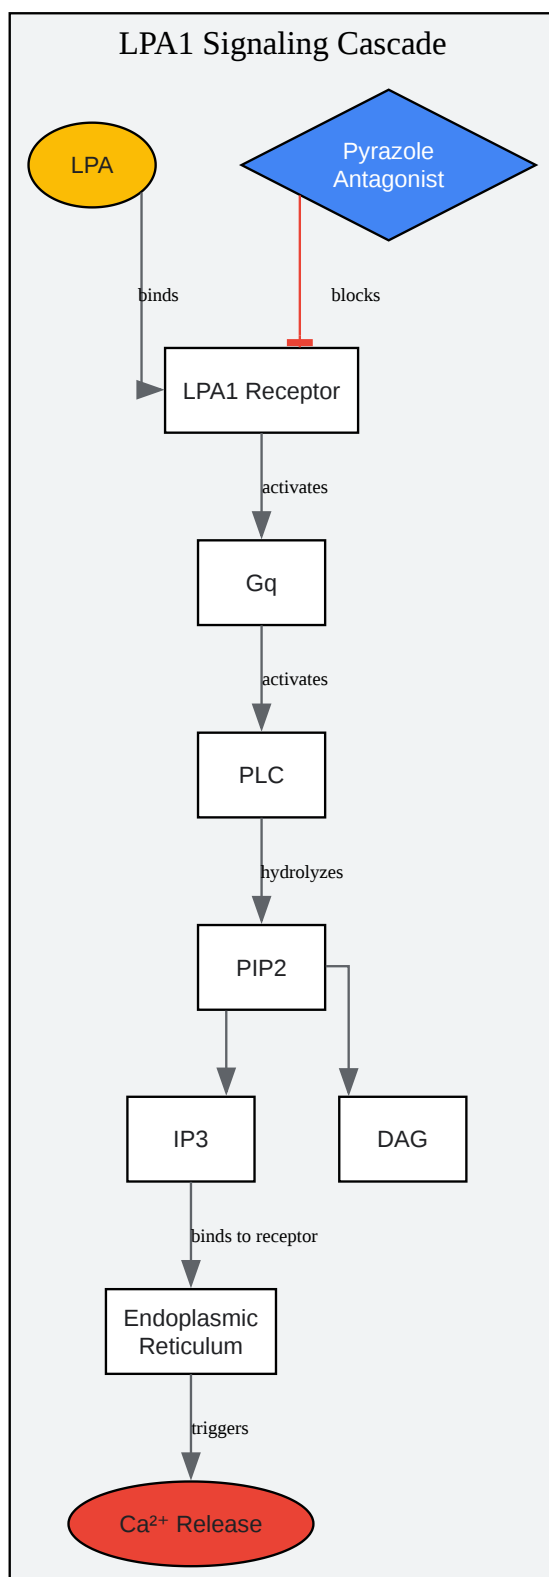 LPA1 Signaling Cascade
LPA
Pyrazole
Antagonist
binds
blocks
LPA1 Receptor
activates
Gq
activates
PLC
hydrolyzes
PIP2
IP3
DAG
binds to receptor
Endoplasmic
Reticulum
triggers
Ca²⁺ Release